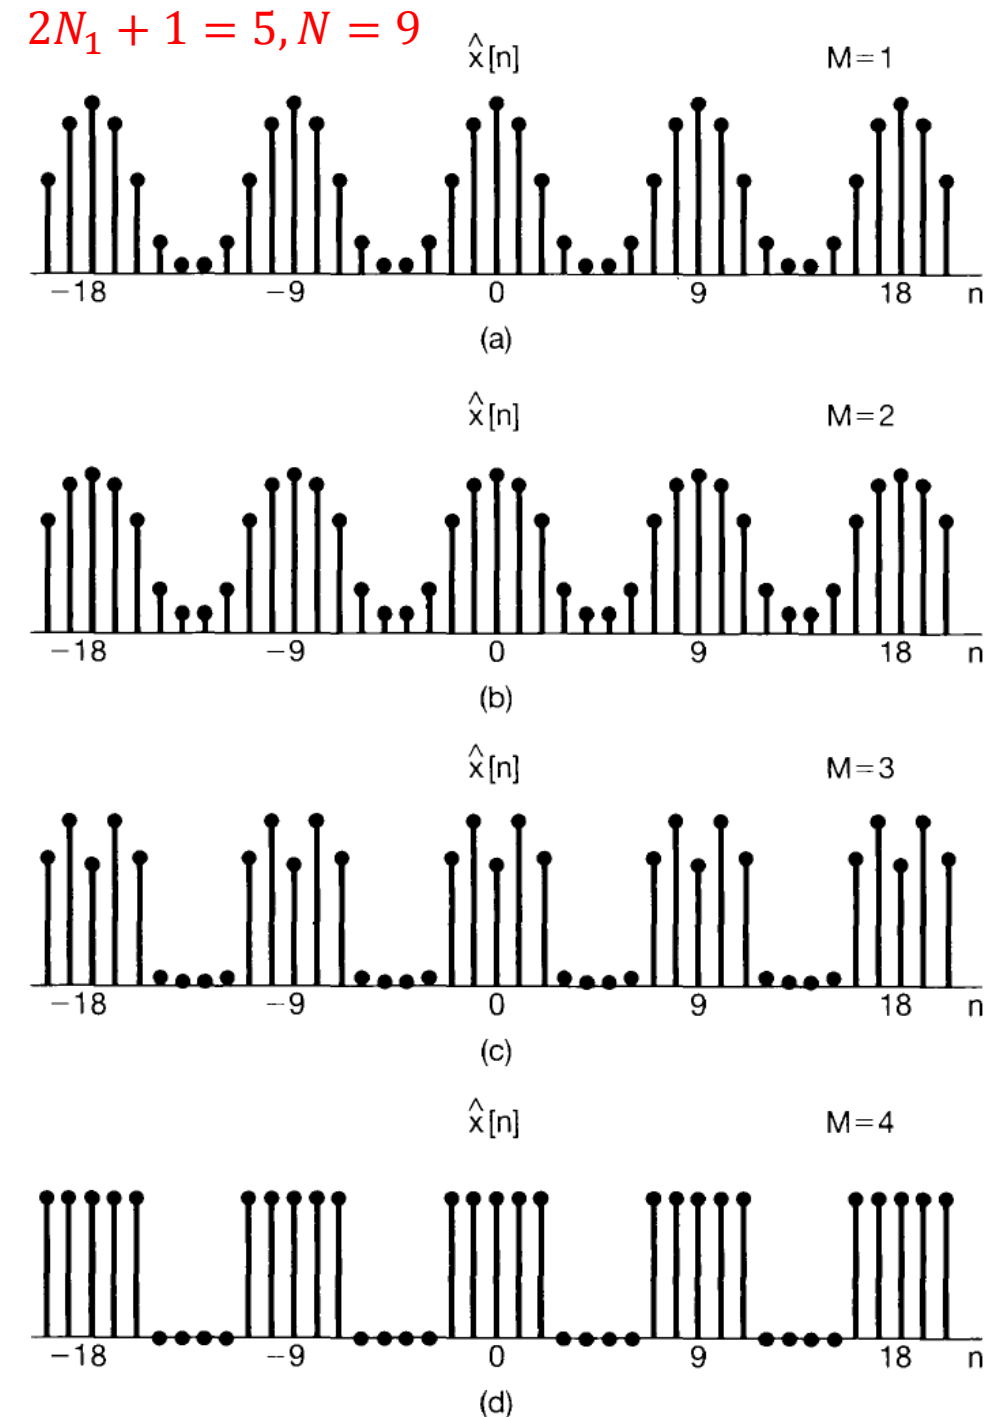 2N₁ + 1 = 5, N = 9
x̂[n] M=1
−18 −9 0 9 18 n
(a)
x̂[n] M=2
−18 −9 0 9 18 n
(b)
x̂[n] M=3
−18 −9 0 9 18 n
(c)
x̂[n] M=4
−18 −9 0 9 18 n
(d)